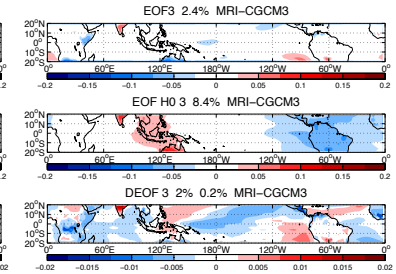 EOF3 2.4% MRI−CGCM3
20°N
10°N
0°
10°S
20°S
0° 60°E 120°E 180°W 120°W 60°W 0°
−0.2 −0.15 −0.1 −0.05 0 0.05 0.1 0.15 0.2
EOF H0 3 8.4% MRI−CGCM3
20°N
10°N
0°
10°S
20°S
0° 60°E 120°E 180°W 120°W 60°W 0°
−0.2 −0.15 −0.1 −0.05 0 0.05 0.1 0.15 0.2
DEOF 3 2% 0.2% MRI−CGCM3
20°N
10°N
0°
10°S
20°S
0° 60°E 120°E 180°W 120°W 60°W 0°
−0.02 −0.015 −0.01 −0.005 0 0.005 0.01 0.015 0.02